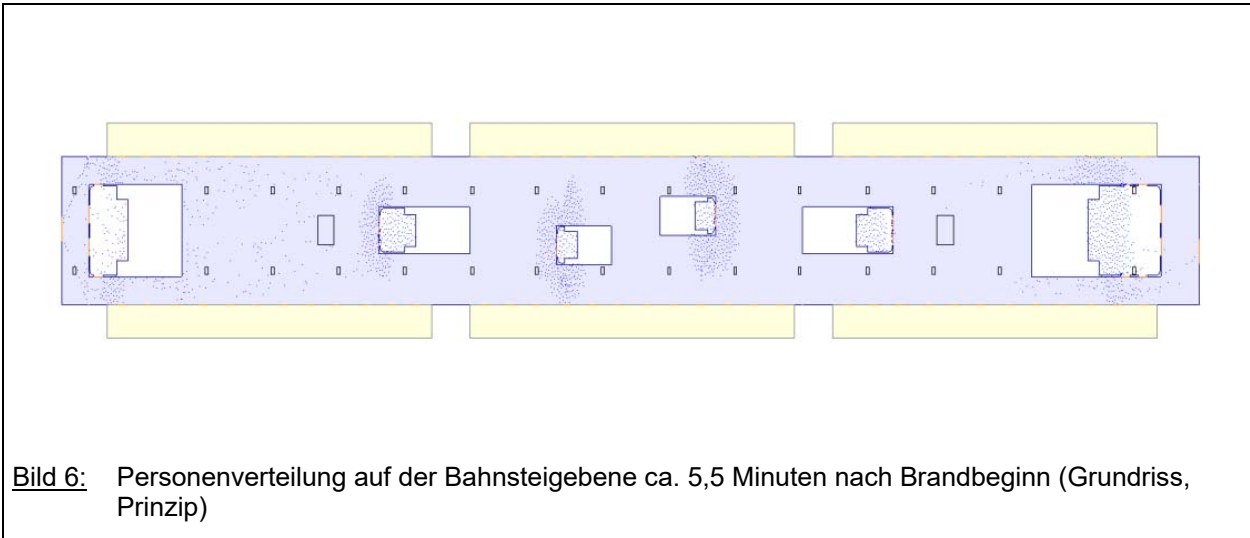 Bild 6: Personenverteilung auf der Bahnsteigebene ca. 5,5 Minuten nach Brandbeginn (Grundriss,
Prinzip)